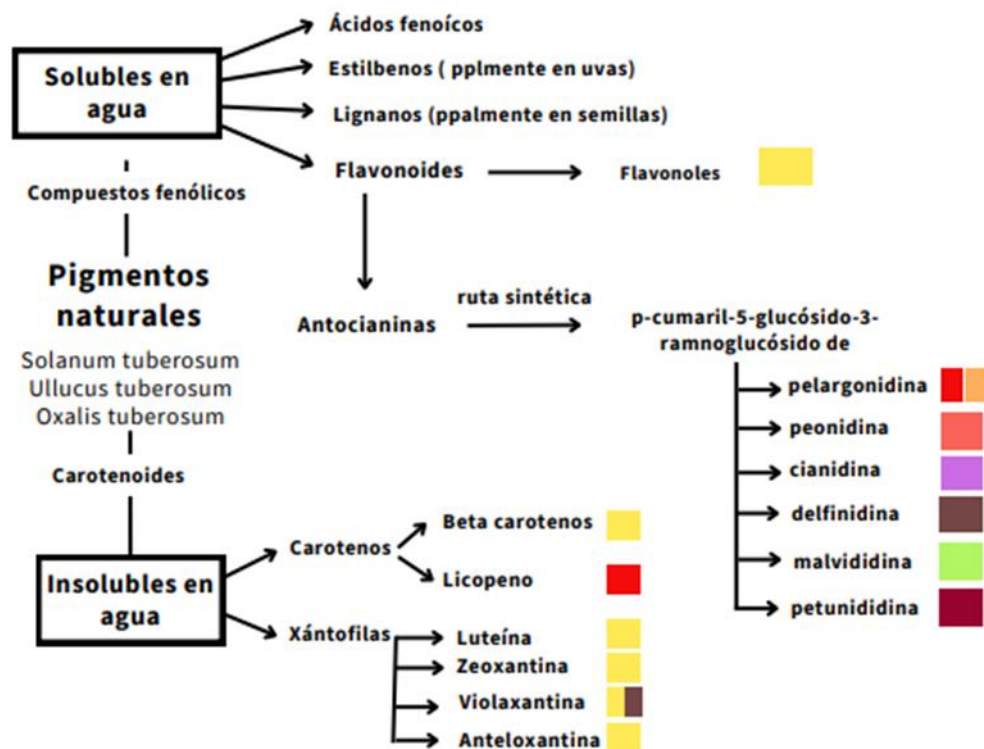 Solubles en
agua
Ácidos fenoícos
Estilbenos ( pplmente en uvas)
Lignanos (ppalmente en semillas)
Flavonoides
Flavonoles
Compuestos fenólicos
Pigmentos
naturales
Solanum tuberosum
Ullucus tuberosum
Oxalis tuberosum
Antocianinas
ruta sintética
p-cumaril-5-glucósido-3-
ramnoglucósido de
pelargonidina
peonidina
cianidina
delfinidina
malvididina
petunididina
Carotenoides
Insolubles en
agua
Carotenos
Beta carotenos
Licopeno
Xántofilas
Luteína
Zeoxantina
Violaxantina
Anteloxantina